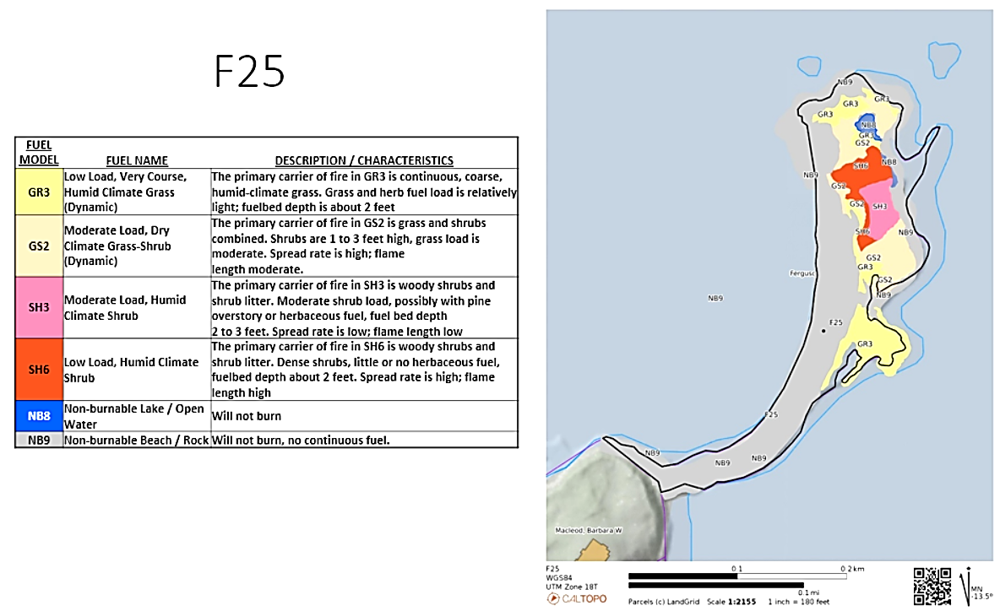 F25
FUEL MODEL FUEL NAME DESCRIPTION / CHARACTERISTICS
GR3
Low Load, Very Course,
Humid Climate Grass
(Dynamic)
The primary carrier of fire in GR3 is continuous, coarse,
humid-climate grass. Grass and herb fuel load is relatively
light; fuelbed depth is about 2 feet
GS2
Moderate Load, Dry
Climate Grass-Shrub
(Dynamic)
The primary carrier of fire in GS2 is grass and shrubs
combined. Shrubs are 1 to 3 feet high, grass load is
moderate. Spread rate is high; flame
length moderate.
SH3
Moderate Load, Humid
Climate Shrub
The primary carrier of fire in SH3 is woody shrubs and
shrub litter. Moderate shrub load, possibly with pine
overstory or herbaceous fuel, fuel bed depth
2 to 3 feet. Spread rate is low; flame length low
SH6
Low Load, Humid Climate
Shrub
The primary carrier of fire in SH6 is woody shrubs and
shrub litter. Dense shrubs, little or no herbaceous fuel,
fuelbed depth about 2 feet. Spread rate is high; flame
length high
NB8
Non-burnable Lake / Open
Water
Will not burn
NB9
Non-burnable Beach / Rock
Will not burn, no continuous fuel.
NB9
GR3
GR3
GR3
NB8
GR3
GS2
SH6
NB8
NB9
GS2
GS2
SH3
SH6
NB9
GS2
GR3
Fergusc
GS2
NB9
NB9
F25
GR3
F25
NB9
NB9
NB9
Macleod, Barbara W
F25
WGS84
UTM Zone 18T
CALTOPO
0.1
0.2 km
0.1 mi
Parcels (c) LandGrid Scale 1:2155 1 inch = 180 feet
MN
-13.5°